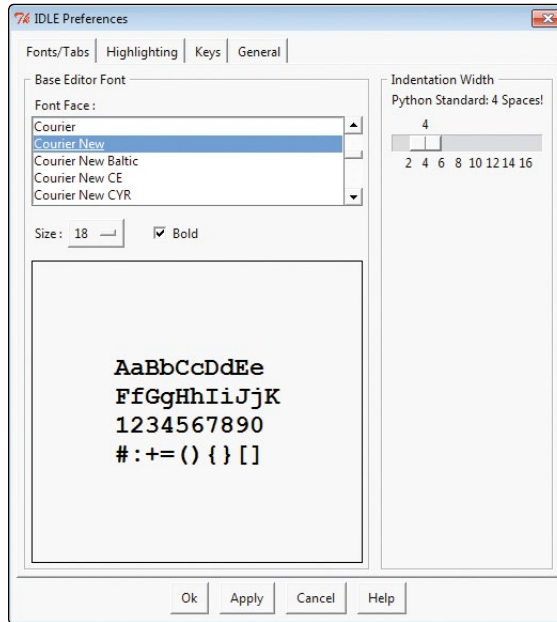 IDLE Preferences
Fonts/Tabs Highlighting Keys General
Base Editor Font
Font Face :
Courier
Courier New
Courier New Baltic
Courier New CE
Courier New CYR
Size : 18 Bold
AaBbCcDdEe
FfGgHhIiJjK
1234567890
#:+=(){}[]
Indentation Width
Python Standard: 4 Spaces!
4
2 4 6 8 10 12 14 16
Ok Apply Cancel Help